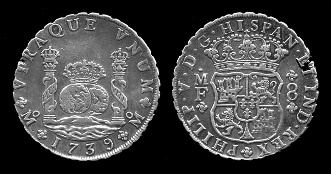 VTRAQUE VNUM
M
1739
M
PHILIP·V·D·G·HISPAN·ET IND·REX
MF
8